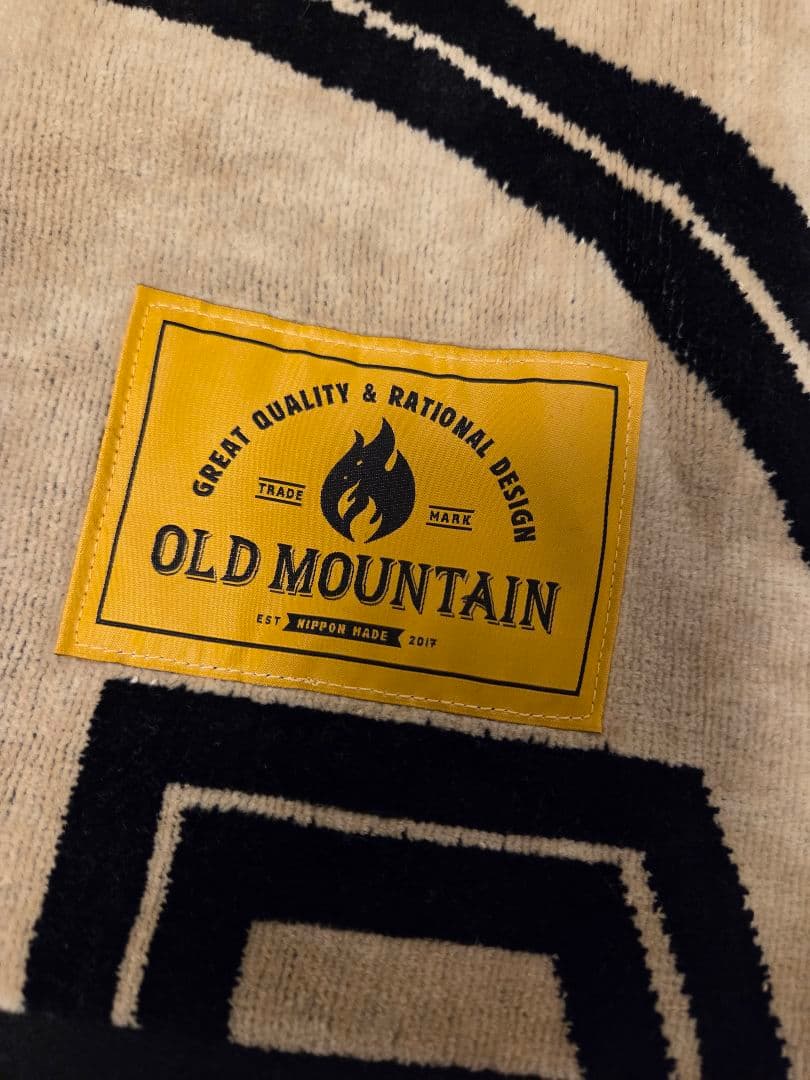 GREAT QUALITY & RATIONAL DESIGN
TRADE MARK
OLD MOUNTAIN
EST NIPPON MADE 2017